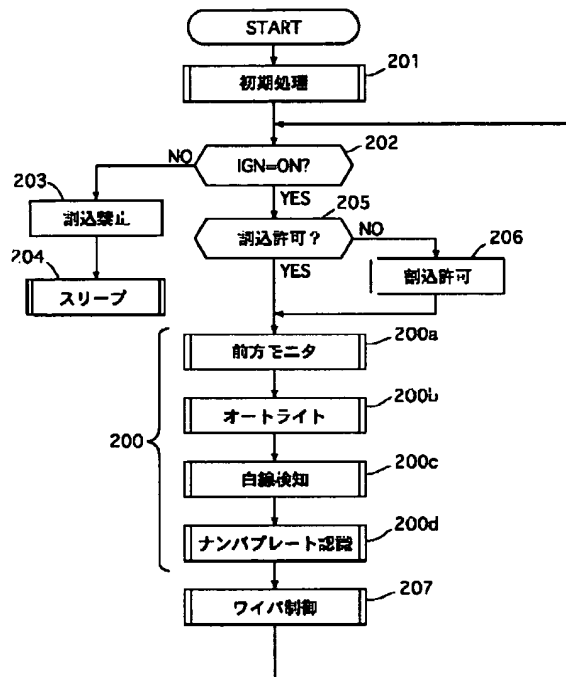 START
初期処理
201
IGN=ON?
202
NO
YES
203
割込禁止
204
スリープ
割込許可?
205
NO
YES
206
割込許可
200
前方モニタ
200a
オートライト
200b
白線検知
200c
ナンバプレート認識
200d
ワイパ制御
207